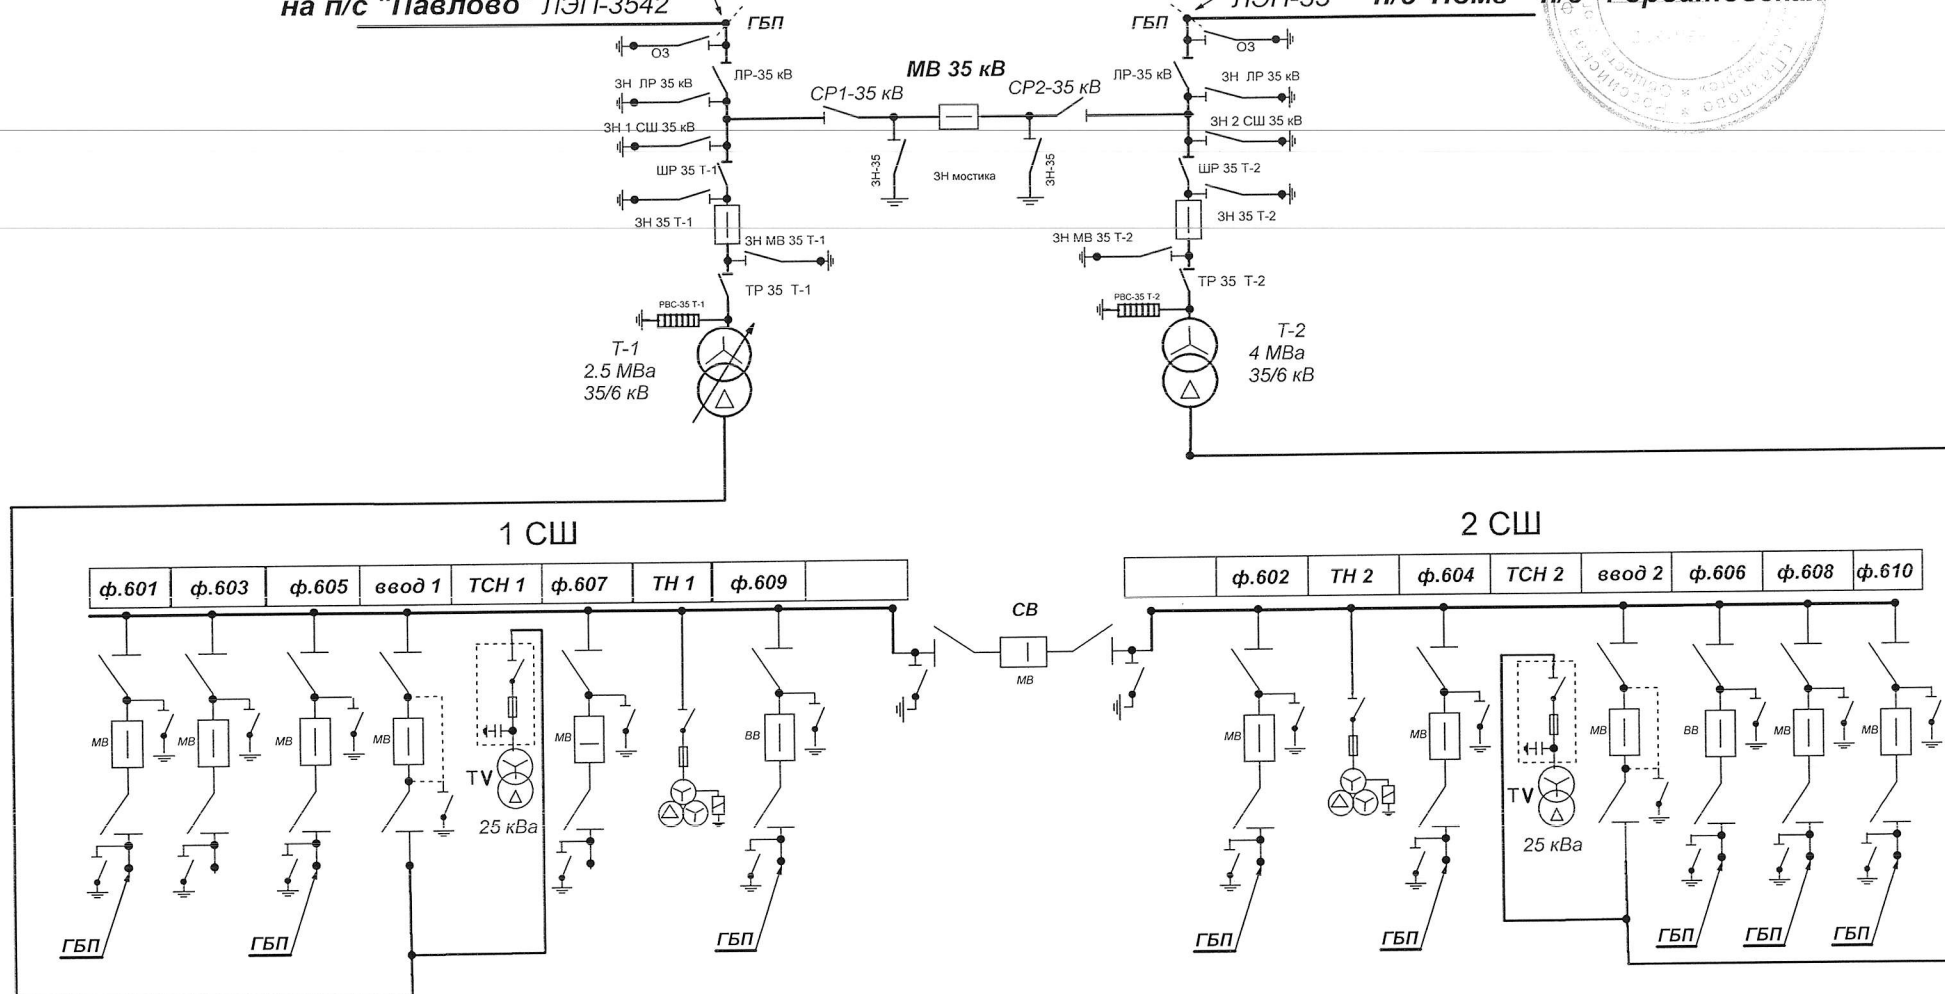 на п/с "Павлово ЛЭП-3542
ГБП
ГБП
ОЗ
ОЗ
ЛР-35 кВ
ЗН ЛР 35 кВ
МВ 35 кВ
СР1-35 кВ
СР2-35 кВ
ЛР-35 кВ
ЗН ЛР 35 кВ
ЗН 1 СШ 35 кВ
ЗН 2 СШ 35 кВ
ШР 35 Т-1
ЗН-35
ЗН мостика
ЗН-35
ШР 35 Т-2
ЗН 35 Т-1
ЗН 35 Т-2
ЗН МВ 35 Т-1
ЗН МВ 35 Т-2
ТР 35 Т-1
ТР 35 Т-2
РВС-35 Т-1
РВС-35 Т-2
Т-1
2.5 МВа
35/6 кВ
Т-2
4 МВа
35/6 кВ
1 СШ
2 СШ
ф.601 ф.603 ф.605 ввод 1 ТСН 1 ф.607 ТН 1 ф.609
ф.602 ТН 2 ф.604 ТСН 2 ввод 2 ф.606 ф.608 ф.610
СВ
МВ
МВ МВ МВ МВ МВ ВВ
МВ МВ МВ ВВ МВ МВ
TV
25 кВа
TV
25 кВа
ГБП ГБП ГБП
ГБП ГБП ГБП ГБП ГБП